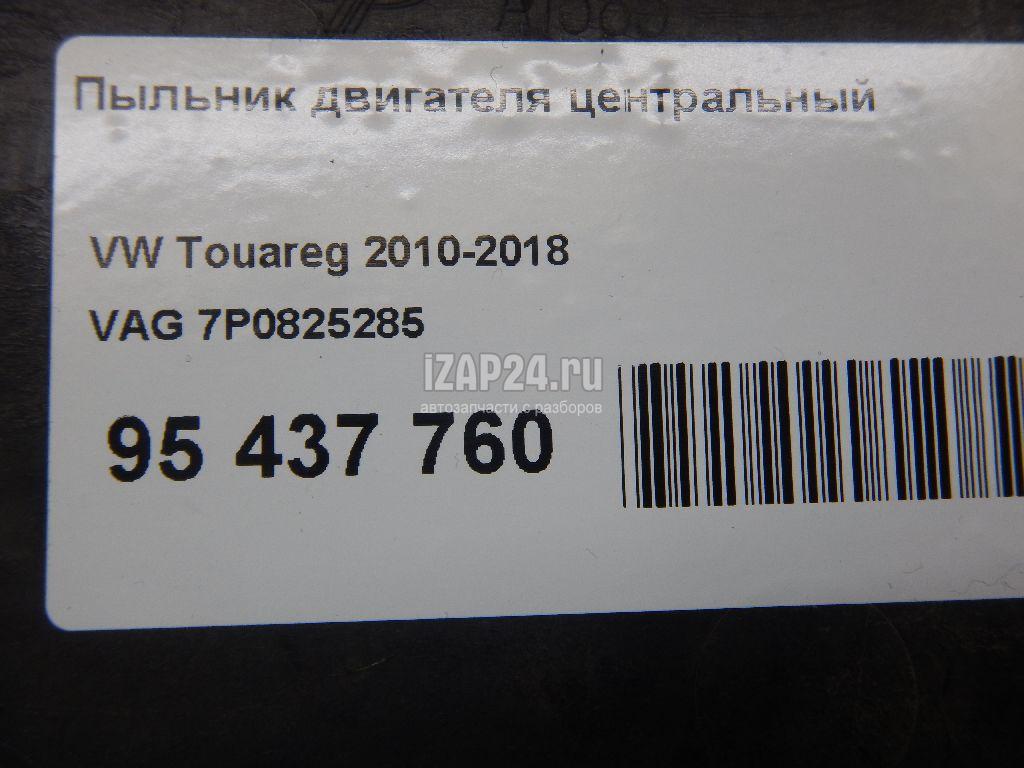 Пыльник двигателя центральный
VW Touareg 2010-2018
VAG 7P0825285
iZAP24.ru
автозапчасти с разборов
95 437 760